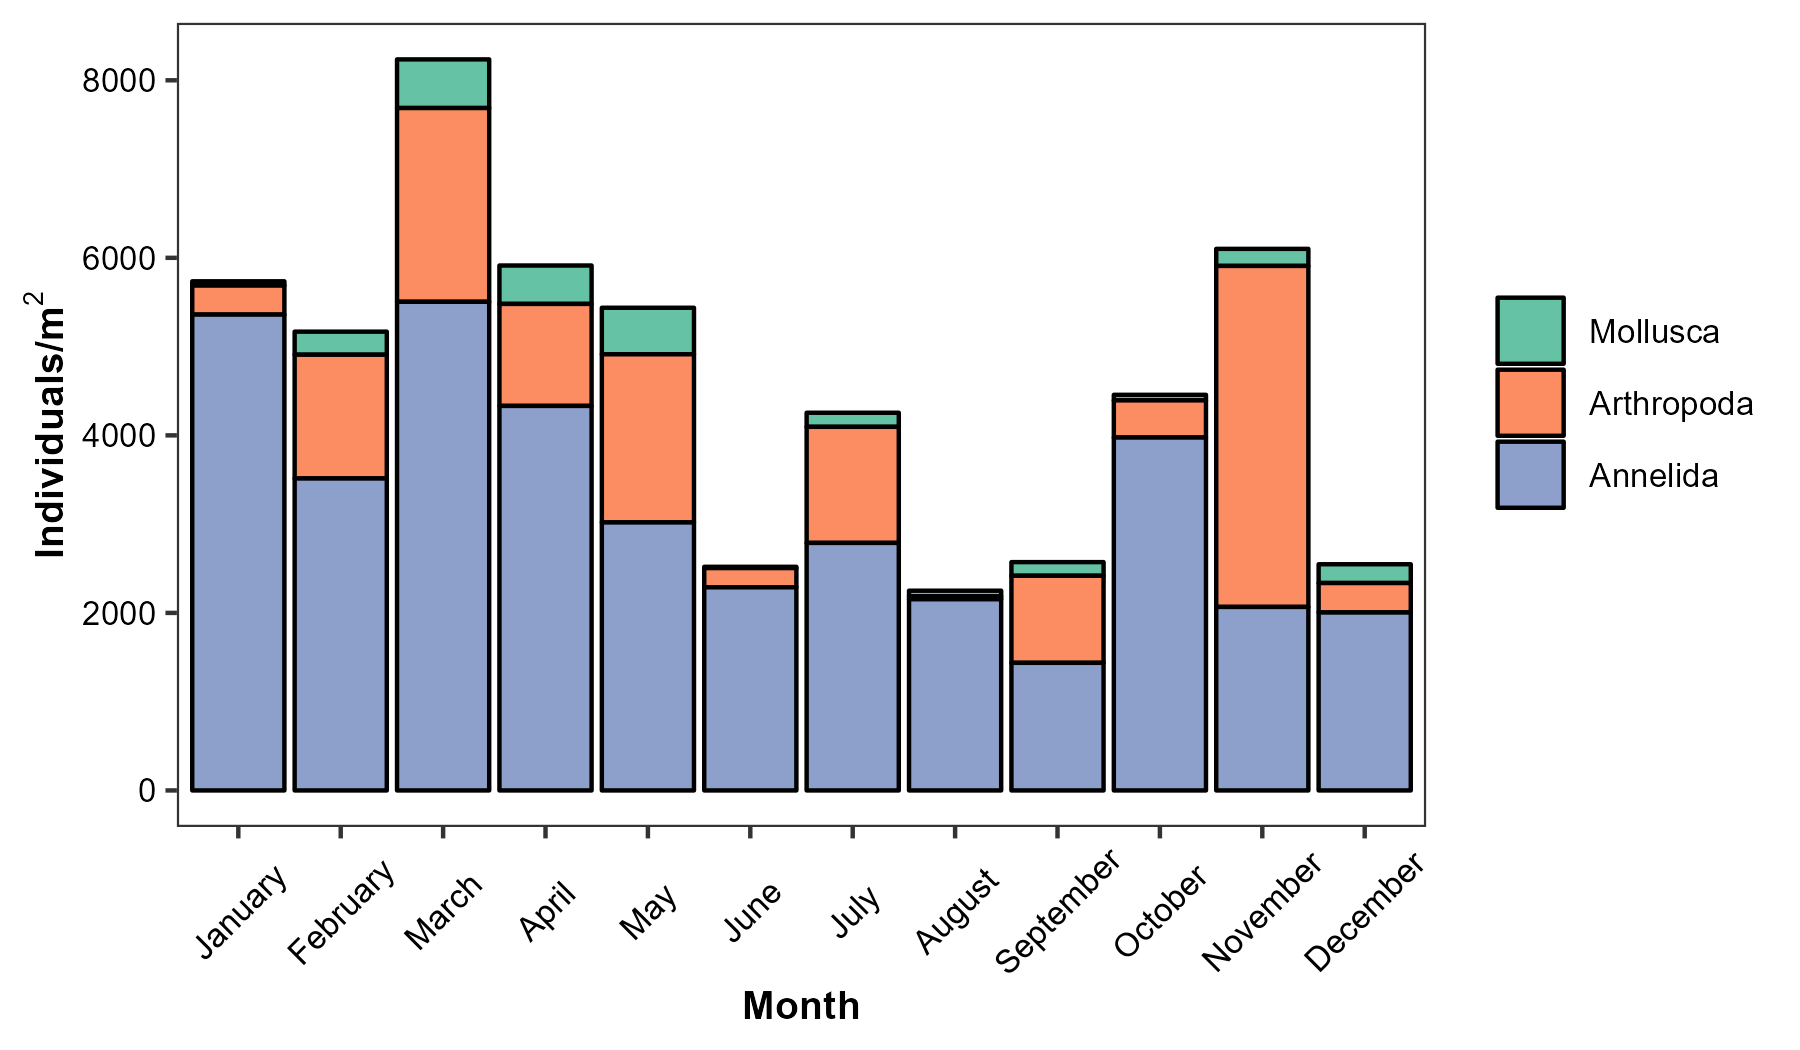 8000
6000
4000
2000
0
Individuals/m²
January
February
March
April
May
June
July
August
September
October
November
December
Month
Mollusca
Arthropoda
Annelida